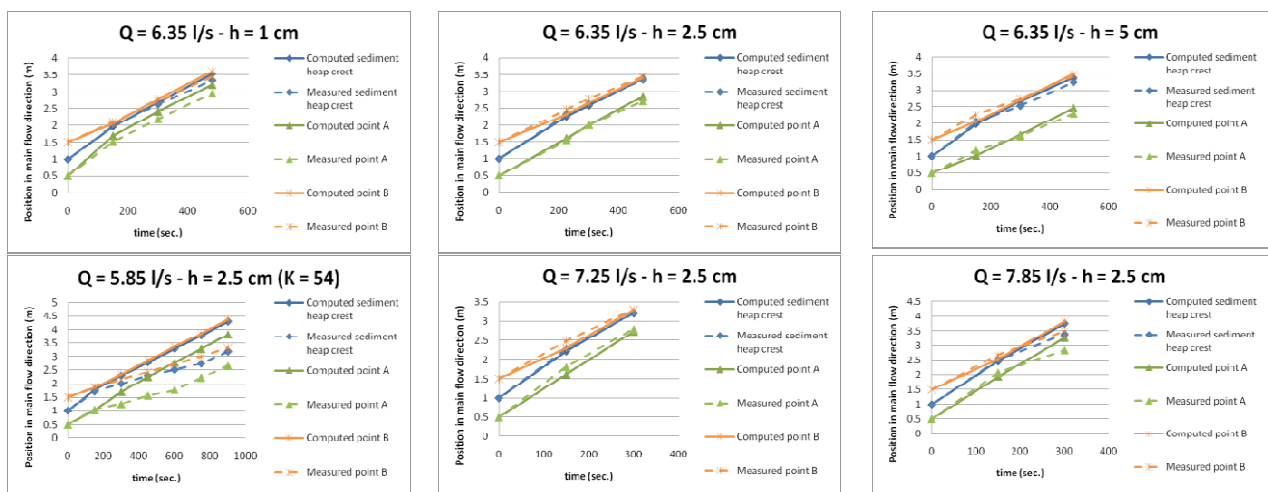 Q = 6.35 l/s - h = 1 cm
Position in main flow direction (m)
4
3.5
3
2.5
2
1.5
1
0.5
0
0 200 400 600
time (sec.)
Computed sediment
heap crest
Measured sediment
heap crest
Computed point A
Measured point A
Computed point B
Measured point B
Q = 6.35 l/s - h = 2.5 cm
Position in main flow direction (m)
4
3.5
3
2.5
2
1.5
1
0.5
0
0 200 400 600
time (sec.)
Computed sediment
heap crest
Measured sediment
heap crest
Computed point A
Measured point A
Computed point B
Measured point B
Q = 6.35 l/s - h = 5 cm
Position in main flow direction (m)
4
3.5
3
2.5
2
1.5
1
0.5
0
0 200 400 600
time (sec.)
Computed sediment
heap crest
Measured sediment
heap crest
Computed point A
Measured point A
Computed point B
Measured point B
Q = 5.85 l/s - h = 2.5 cm (K = 54)
Position in main flow direction (m)
5
4.5
4
3.5
3
2.5
2
1.5
1
0.5
0
0 200 400 600 800 1000
time (sec.)
Computed sediment
heap crest
Measured sediment
heap crest
Computed point A
Measured point A
Computed point B
Measured point B
Q = 7.25 l/s - h = 2.5 cm
Position in main flow direction (m)
3.5
3
2.5
2
1.5
1
0.5
0
0 100 200 300 400
time (sec.)
Computed sediment
heap crest
Measured sediment
heap crest
Computed point A
Measured point A
Computed point B
Measured point B
Q = 7.85 l/s - h = 2.5 cm
Position in main flow direction (m)
4.5
4
3.5
3
2.5
2
1.5
1
0.5
0
0 100 200 300 400
time (sec.)
Computed sediment
heap crest
Measured sediment
heap crest
Computed point A
Measured point A
Computed point B
Measured point B